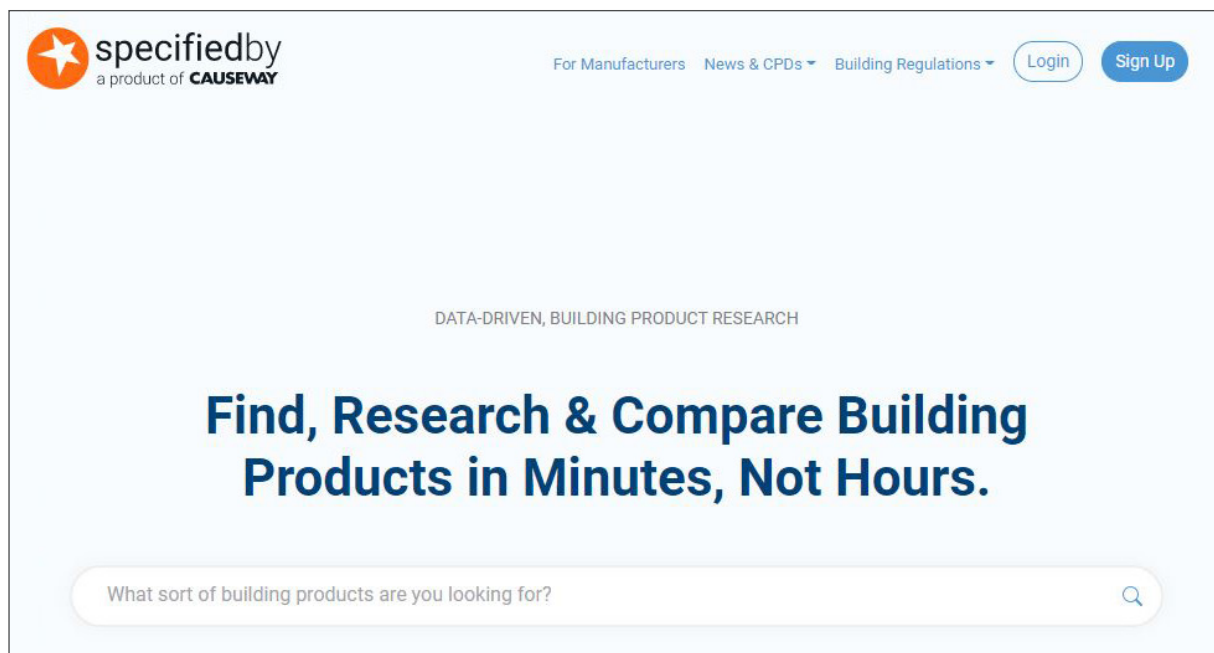 specifiedby
a product of CAUSEWAY
For Manufacturers News & CPDs Building Regulations Login Sign Up
DATA-DRIVEN, BUILDING PRODUCT RESEARCH
Find, Research & Compare Building
Products in Minutes, Not Hours.
What sort of building products are you looking for?